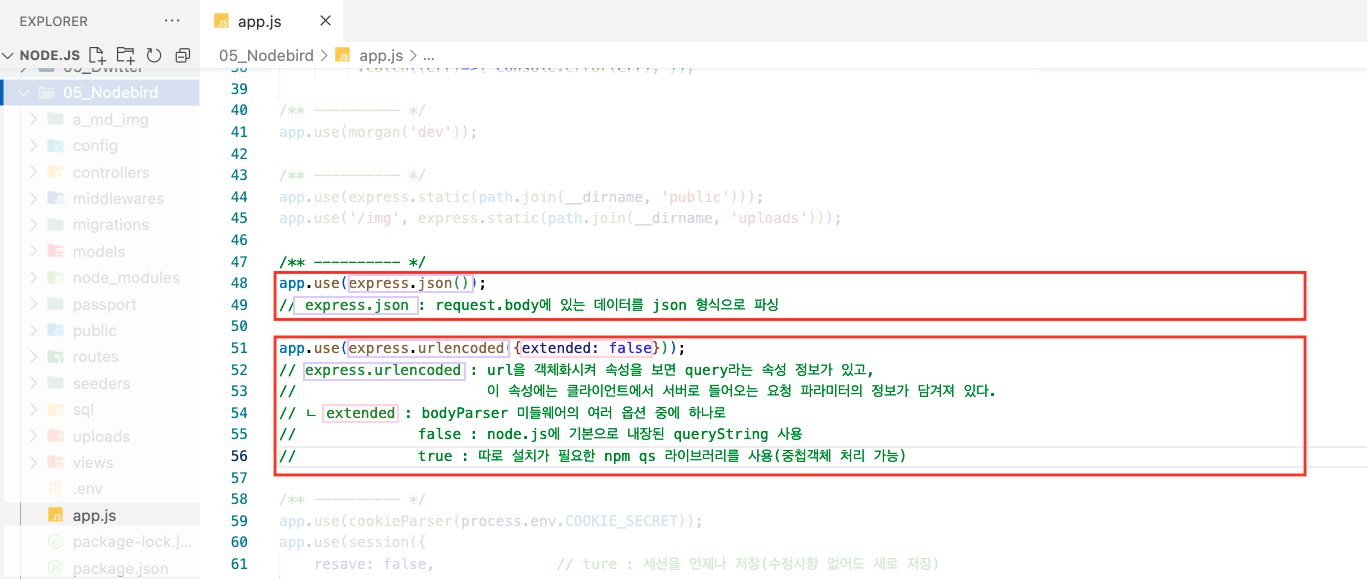 EXPLORER ...
app.js
NODE.JS
05_Nodebird > app.js > ...
05_Dwitter
05_Nodebird
a_md_img
config
controllers
middlewares
migrations
models
node_modules
passport
public
routes
seeders
sql
uploads
views
.env
app.js
package-lock.j...
package.json
38 .catch((err)=>{ console.error(err); });
39
40 /** ---------- */
41 app.use(morgan('dev'));
42
43 /** ---------- */
44 app.use(express.static(path.join(__dirname, 'public')));
45 app.use('/img', express.static(path.join(__dirname, 'uploads')));
46
47 /** ---------- */
48 app.use(express.json());
49 // express.json : request.body에 있는 데이터를 json 형식으로 파싱
50
51 app.use(express.urlencoded({extended: false}));
52 // express.urlencoded : url을 객체화시켜 속성을 보면 query라는 속성 정보가 있고,
53 // 이 속성에는 클라이언트에서 서버로 들어오는 요청 파라미터의 정보가 담겨져 있다.
54 // ㄴ extended : bodyParser 미들웨어의 여러 옵션 중에 하나로
55 // false : node.js에 기본으로 내장된 queryString 사용
56 // true : 따로 설치가 필요한 npm qs 라이브러리를 사용(중첩객체 처리 가능)
57
58 /** ---------- */
59 app.use(cookieParser(process.env.COOKIE_SECRET));
60 app.use(session({
61 resave: false, // ture : 세션을 언제나 저장(수정사항 없어도 새로 저장)